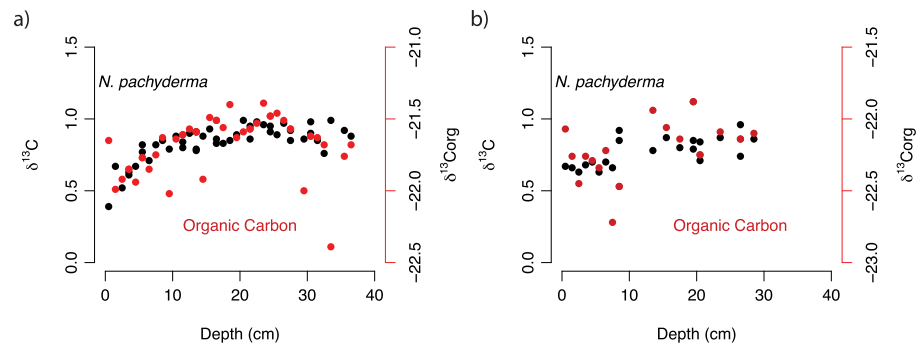 a)
N. pachyderma
Organic Carbon
δ13C
1.5
1.0
0.5
0.0
δ13Corg
−21.0
−21.5
−22.0
−22.5
0
10
20
30
40
Depth (cm)
b)
N. pachyderma
Organic Carbon
δ13C
1.5
1.0
0.5
0.0
δ13Corg
−21.5
−22.0
−22.5
−23.0
0
10
20
30
40
Depth (cm)